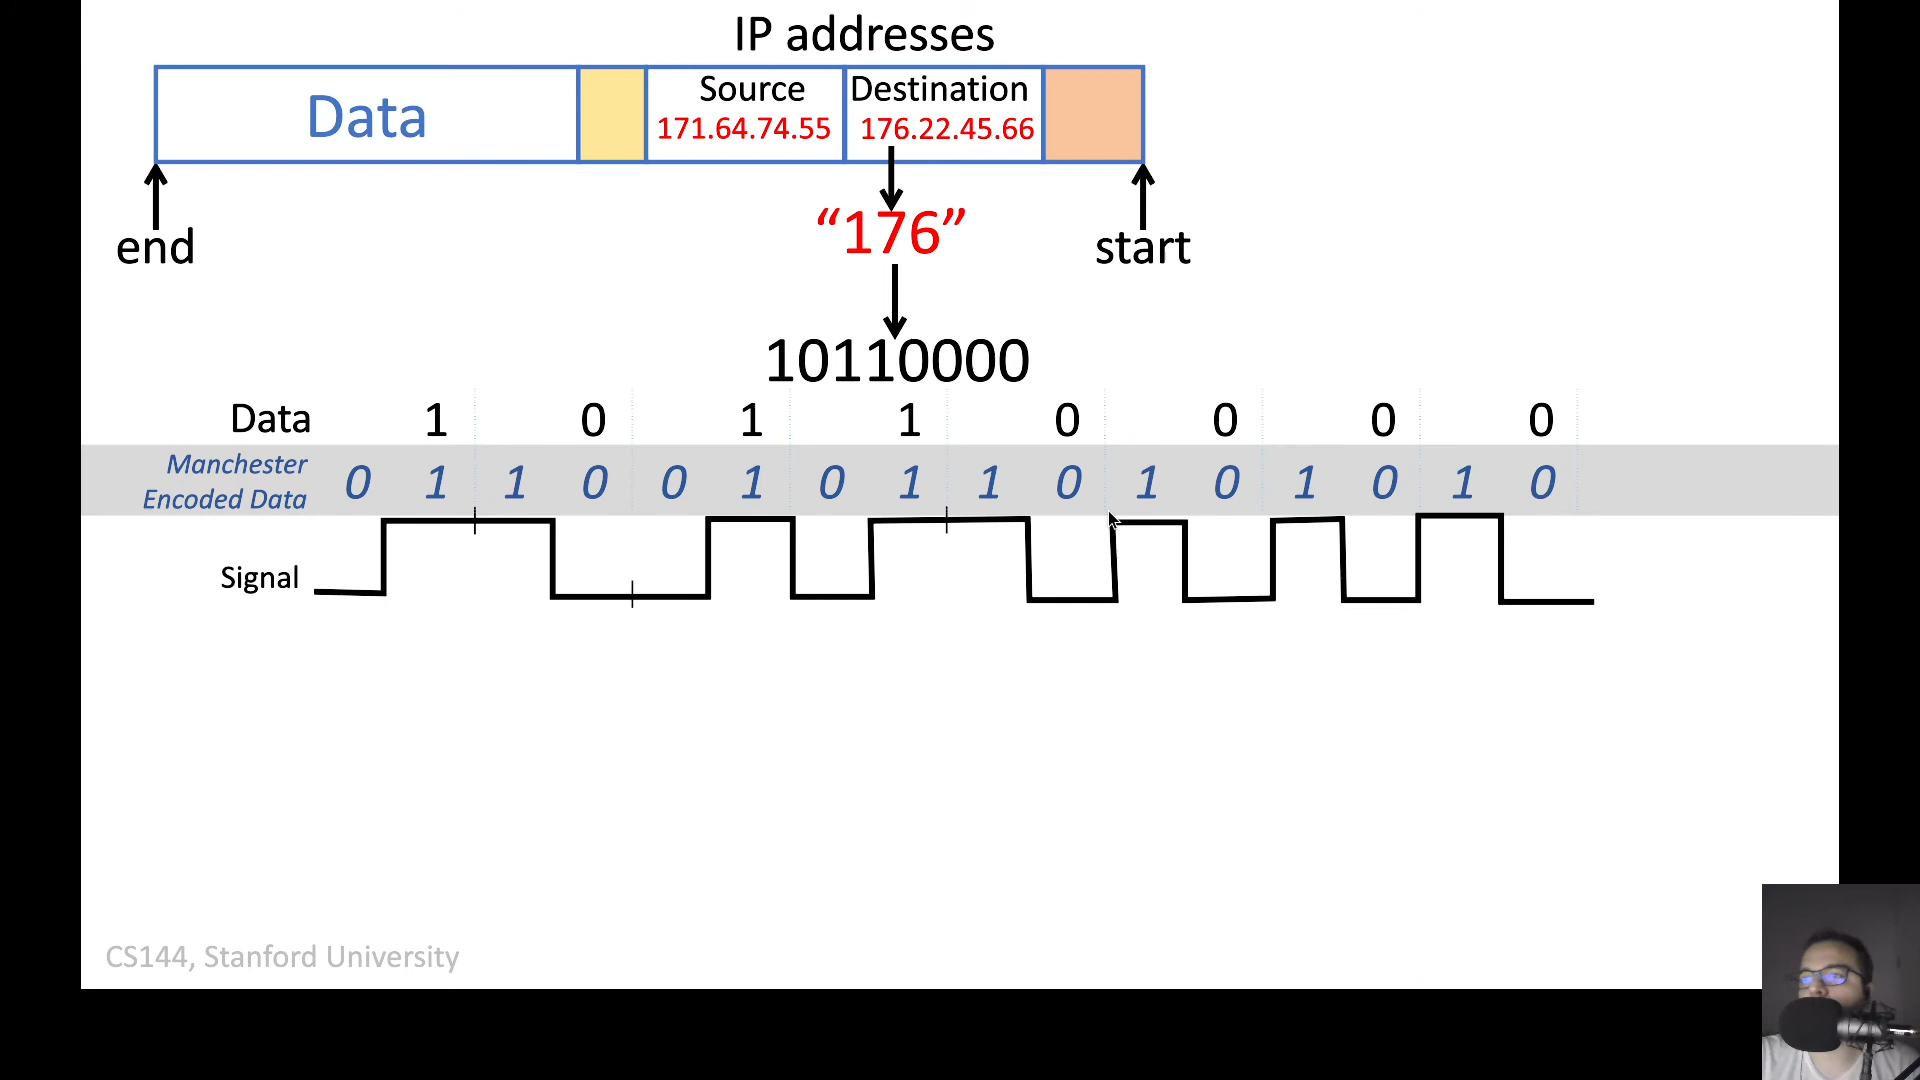 IP addresses
Data
Source
171.64.74.55
Destination
176.22.45.66
end
“176”
start
10110000
Data 1 0 1 1 0 0 0 0
Manchester
Encoded Data
0 1 1 0 0 1 0 1 1 0 1 0 1 0 1 0
Signal
CS144, Stanford University